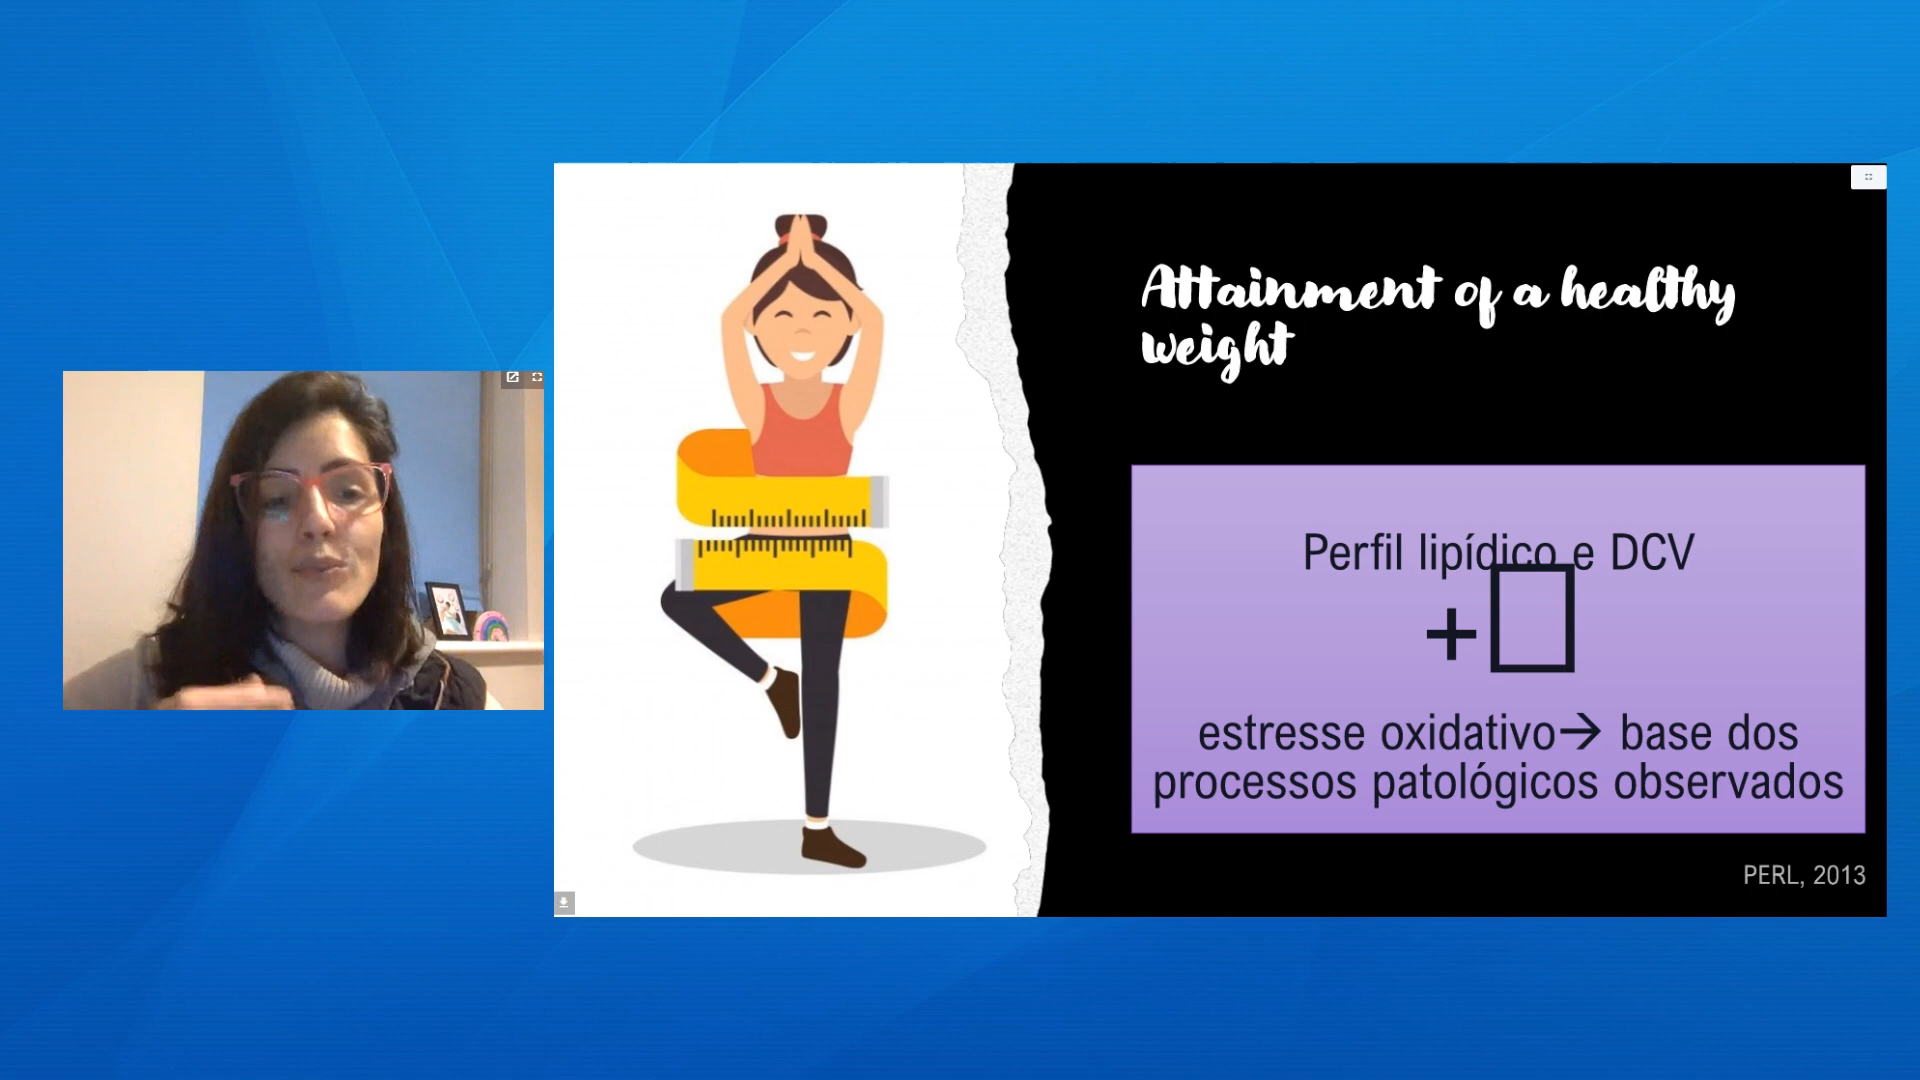 Attainment of a healthy
weight
Perfil lipídico e DCV
+
estresse oxidativo→ base dos
processos patológicos observados
PERL, 2013